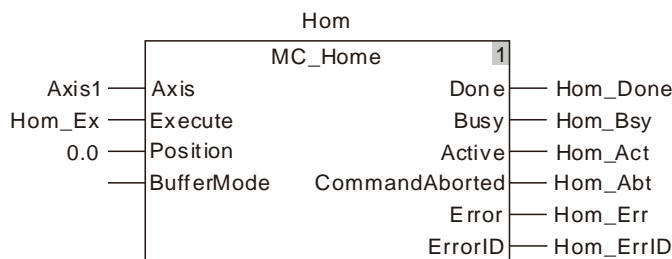 Hom
MC_Home 1
Axis1 Axis Done Hom_Done
Hom_Ex Execute Busy Hom_Bsy
0.0 Position Active Hom_Act
BufferMode CommandAborted Hom_Abt
Error Hom_Err
ErrorID Hom_ErrID